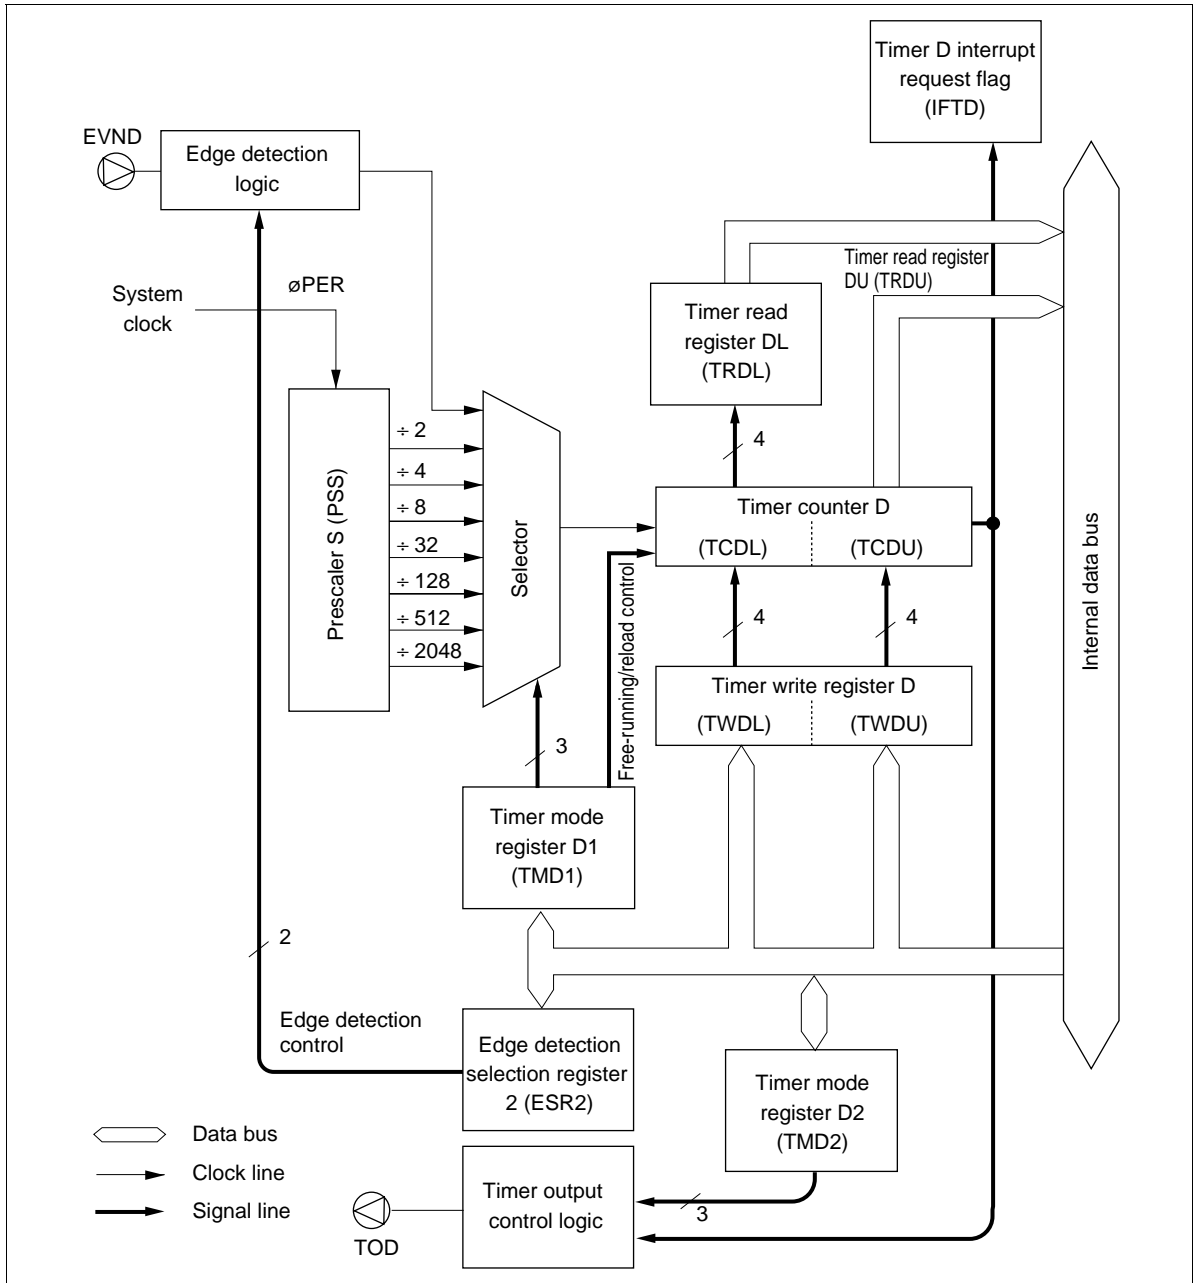 Timer D interrupt
request flag
(IFTD)
EVND
Edge detection
logic
Timer read register
DU (TRDU)
øPER
System
clock
Timer read
register DL
(TRDL)
÷ 2
÷ 4
÷ 8
÷ 32
÷ 128
÷ 512
÷ 2048
Prescaler S (PSS)
Selector
4
Timer counter D
(TCDL)
(TCDU)
Free-running/reload control
4
4
Timer write register D
(TWDL)
(TWDU)
Internal data bus
3
Timer mode
register D1
(TMD1)
2
Edge detection
control
Edge detection
selection register
2 (ESR2)
Timer mode
register D2
(TMD2)
Data bus
Clock line
Signal line
3
Timer output
control logic
TOD